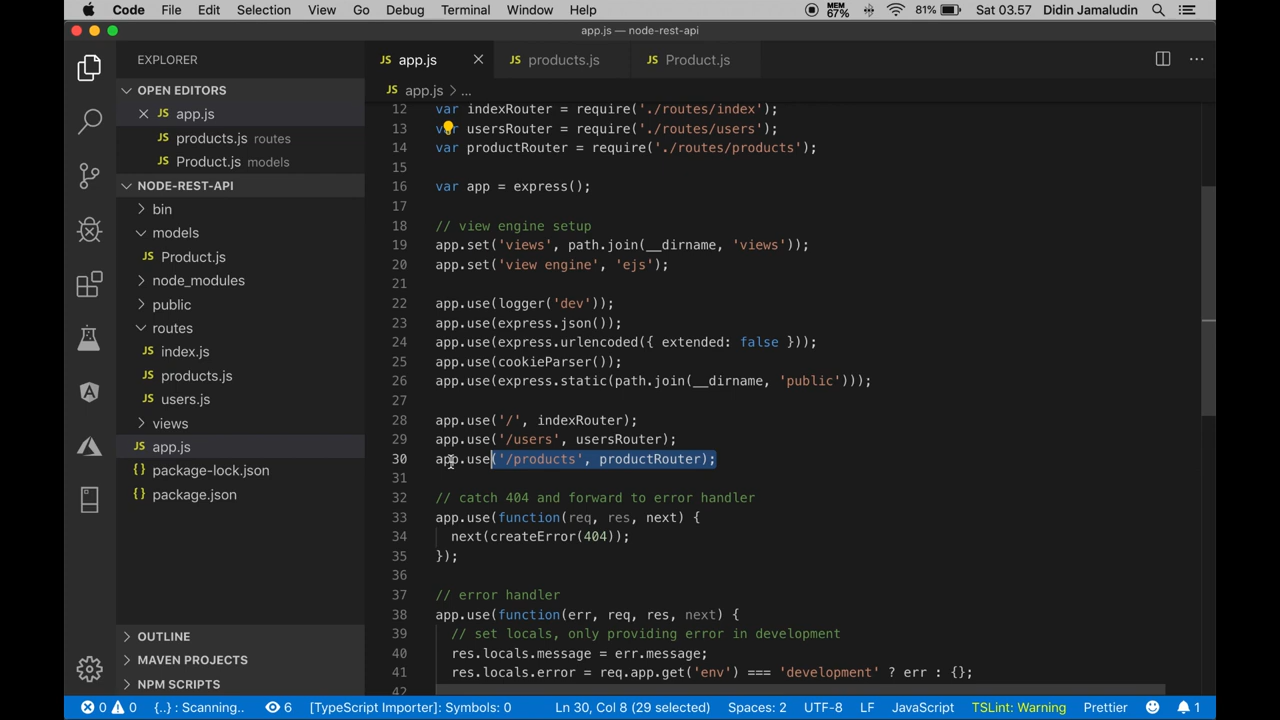 Code File Edit Selection View Go Debug Terminal Window Help MEM 67% 81% Sat 03.57 Didin Jamaludin
app.js — node-rest-api
EXPLORER
OPEN EDITORS
app.js
products.js routes
Product.js models
NODE-REST-API
bin
models
Product.js
node_modules
public
routes
index.js
products.js
users.js
views
app.js
package-lock.json
package.json
OUTLINE
MAVEN PROJECTS
NPM SCRIPTS
app.js products.js Product.js
app.js > ...
12 var indexRouter = require('./routes/index');
13 var usersRouter = require('./routes/users');
14 var productRouter = require('./routes/products');
15
16 var app = express();
17
18 // view engine setup
19 app.set('views', path.join(__dirname, 'views'));
20 app.set('view engine', 'ejs');
21
22 app.use(logger('dev'));
23 app.use(express.json());
24 app.use(express.urlencoded({ extended: false }));
25 app.use(cookieParser());
26 app.use(express.static(path.join(__dirname, 'public')));
27
28 app.use('/', indexRouter);
29 app.use('/users', usersRouter);
30 app.use('/products', productRouter);
31
32 // catch 404 and forward to error handler
33 app.use(function(req, res, next) {
34 next(createError(404));
35 });
36
37 // error handler
38 app.use(function(err, req, res, next) {
39 // set locals, only providing error in development
40 res.locals.message = err.message;
41 res.locals.error = req.app.get('env') === 'development' ? err : {};
42
0 0 {..} : Scanning.. 6 [TypeScript Importer]: Symbols: 0 Ln 30, Col 8 (29 selected) Spaces: 2 UTF-8 LF JavaScript TSLint: Warning Prettier 1